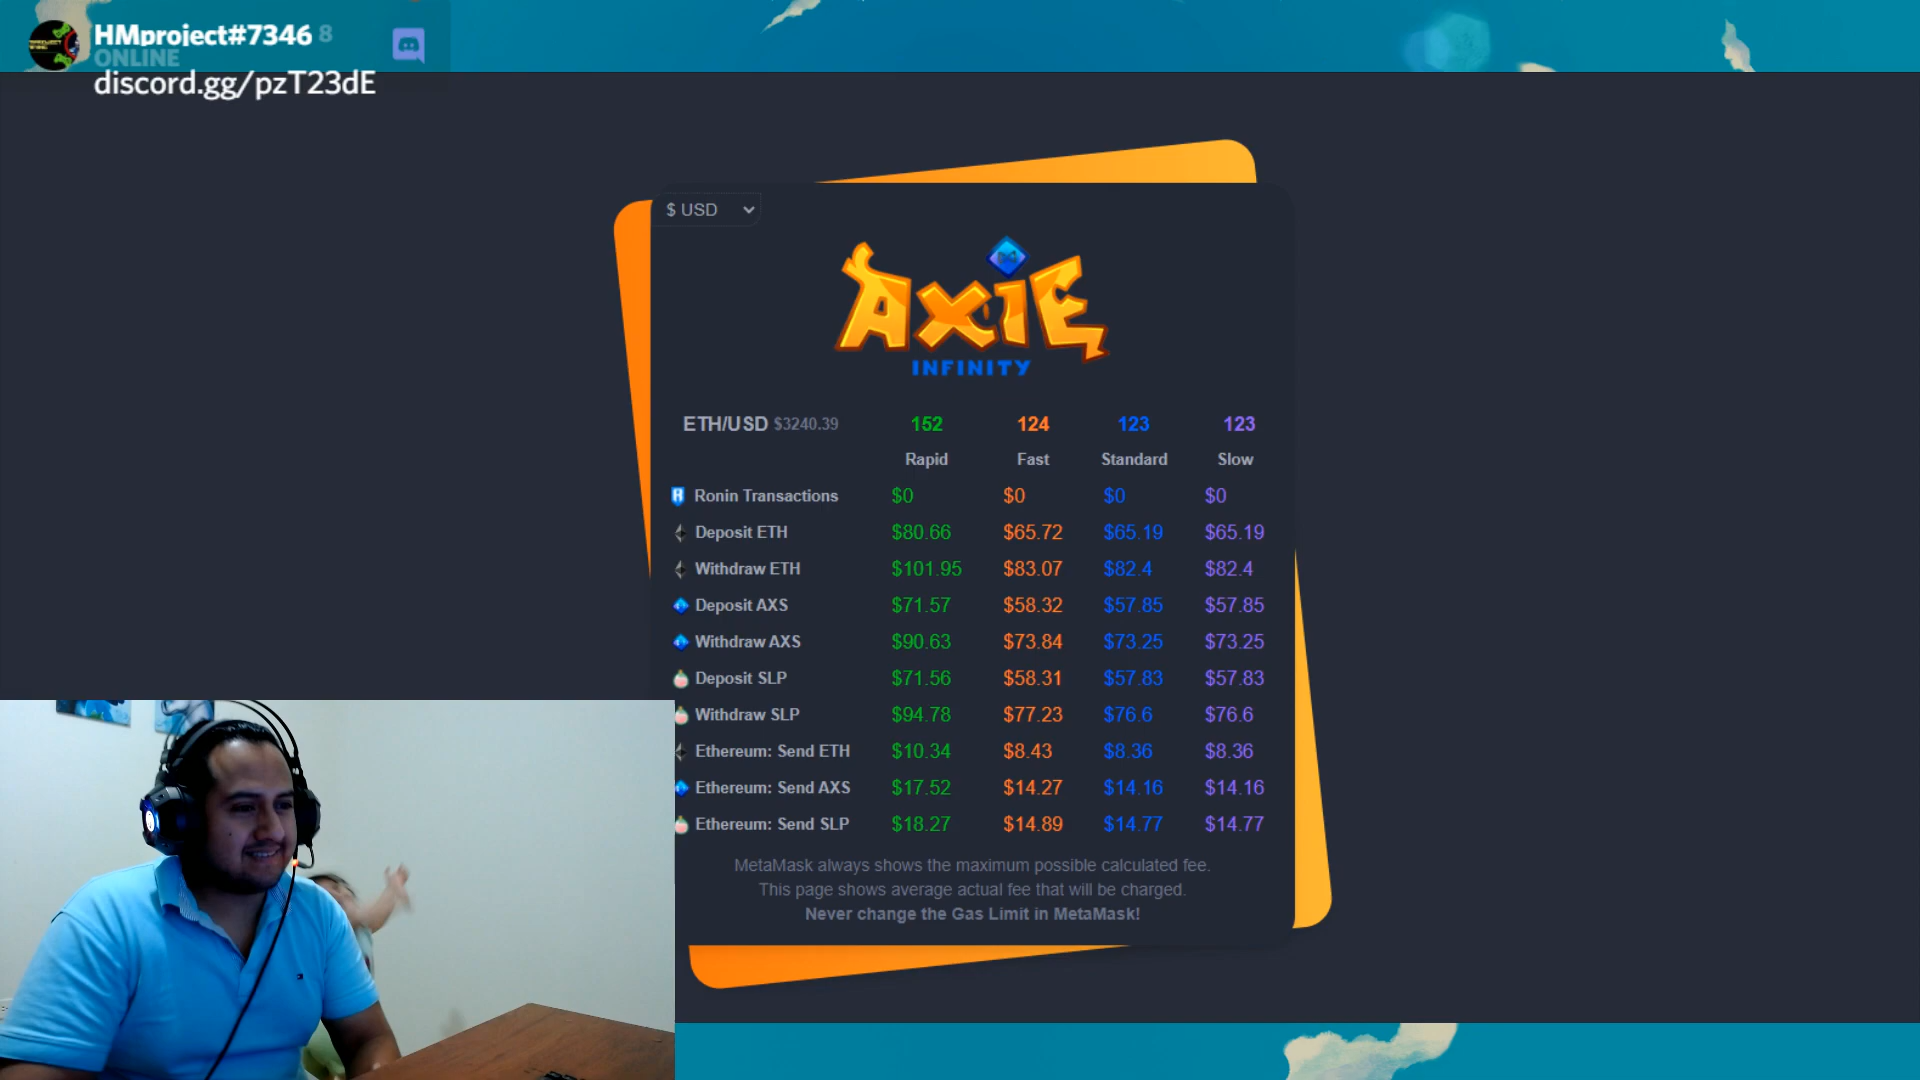 HMproject#7346 8
ONLINE
discord.gg/pzT23dE
$ USD
AXIE
INFINITY
ETH/USD $3240.39 152 124 123 123
Rapid Fast Standard Slow
Ronin Transactions $0 $0 $0 $0
Deposit ETH $80.66 $65.72 $65.19 $65.19
Withdraw ETH $101.95 $83.07 $82.4 $82.4
Deposit AXS $71.57 $58.32 $57.85 $57.85
Withdraw AXS $90.63 $73.84 $73.25 $73.25
Deposit SLP $71.56 $58.31 $57.83 $57.83
Withdraw SLP $94.78 $77.23 $76.6 $76.6
Ethereum: Send ETH $10.34 $8.43 $8.36 $8.36
Ethereum: Send AXS $17.52 $14.27 $14.16 $14.16
Ethereum: Send SLP $18.27 $14.89 $14.77 $14.77
MetaMask always shows the maximum possible calculated fee.
This page shows average actual fee that will be charged.
Never change the Gas Limit in MetaMask!